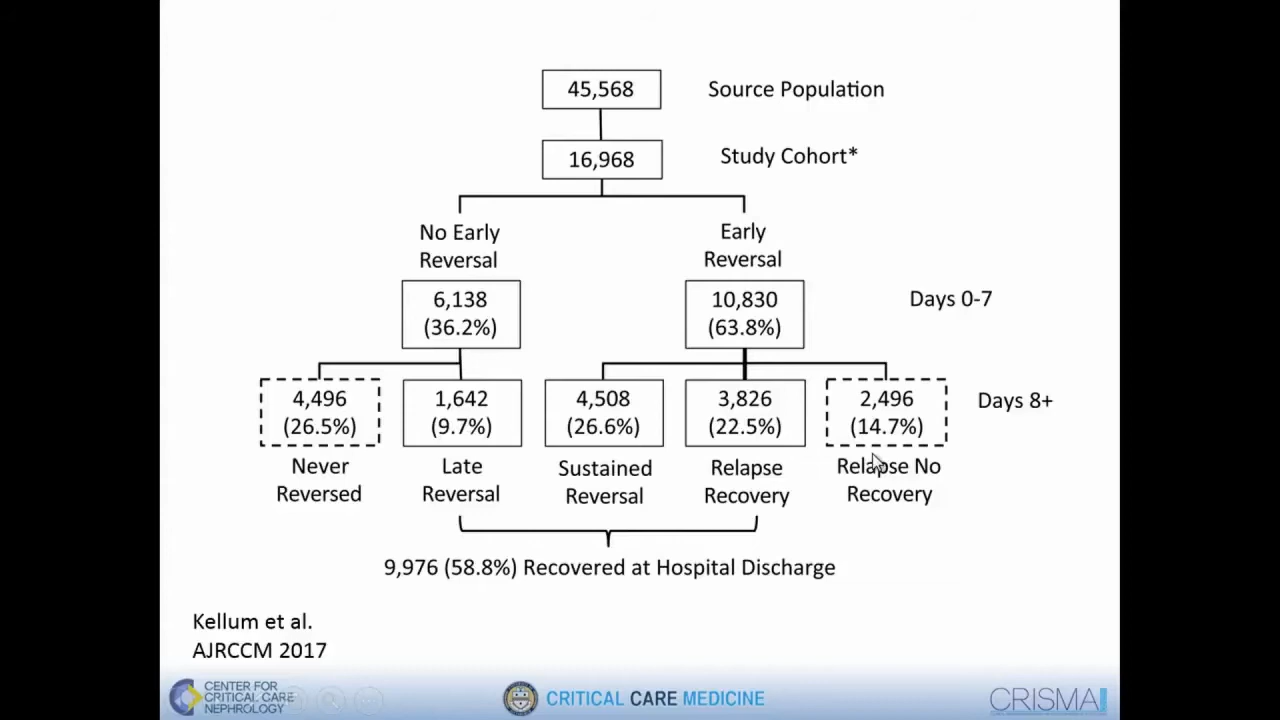 45,568
Source Population
16,968
Study Cohort*
No Early
Reversal
Early
Reversal
6,138
(36.2%)
10,830
(63.8%)
Days 0-7
4,496
(26.5%)
1,642
(9.7%)
4,508
(26.6%)
3,826
(22.5%)
2,496
(14.7%)
Days 8+
Never
Reversed
Late
Reversal
Sustained
Reversal
Relapse
Recovery
Relapse No
Recovery
9,976 (58.8%) Recovered at Hospital Discharge
Kellum et al.
AJRCCM 2017
CENTER FOR
CRITICAL CARE
NEPHROLOGY
CRITICAL CARE MEDICINE
CRISMA